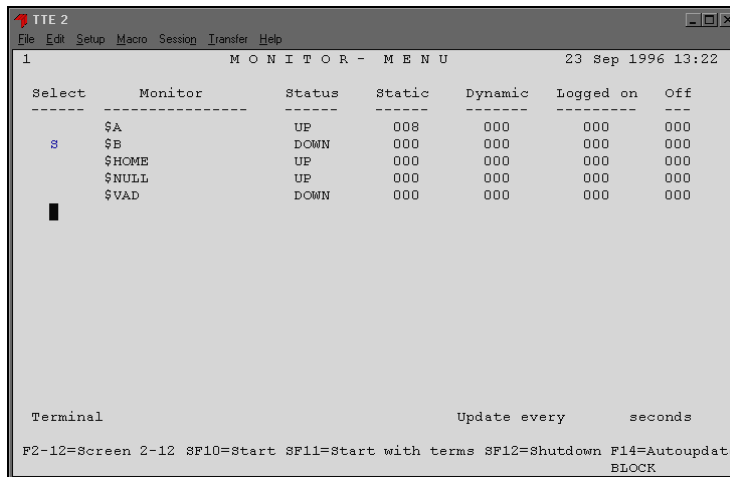 TTE 2
File Edit Setup Macro Session Transfer Help
1 M O N I T O R - M E N U 23 Sep 1996 13:22
Select Monitor Status Static Dynamic Logged on Off
------ ---------------- ------ ------ ------- --------- ---
$A UP 008 000 000 000
S $B DOWN 000 000 000 000
$HOME UP 000 000 000 000
$NULL UP 000 000 000 000
$VAD DOWN 000 000 000 000
Terminal Update every seconds
F2-12=Screen 2-12 SF10=Start SF11=Start with terms SF12=Shutdown F14=Autoupdat
BLOCK